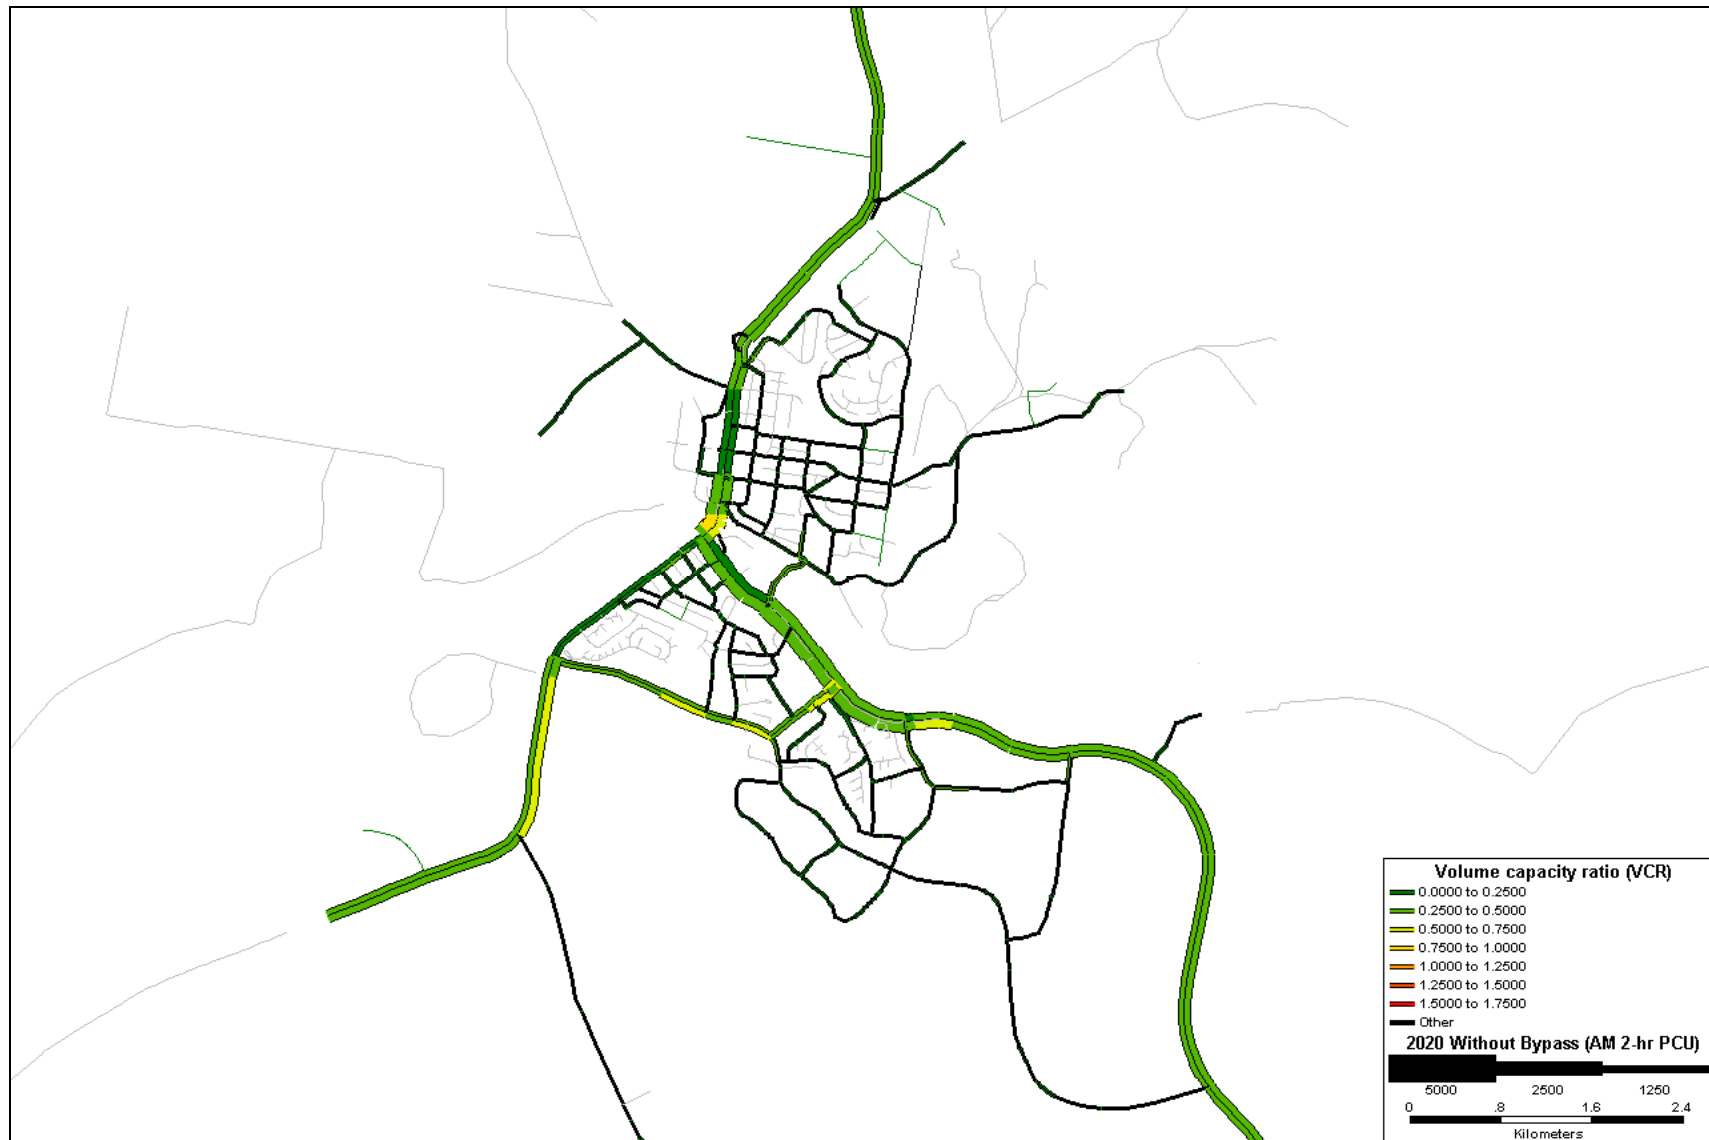 Volume capacity ratio (VCR)
0.0000 to 0.2500
0.2500 to 0.5000
0.5000 to 0.7500
0.7500 to 1.0000
1.0000 to 1.2500
1.2500 to 1.5000
1.5000 to 1.7500
Other
2020 Without Bypass (AM 2-hr PCU)
5000 2500 1250
0 .8 1.6 2.4
Kilometers